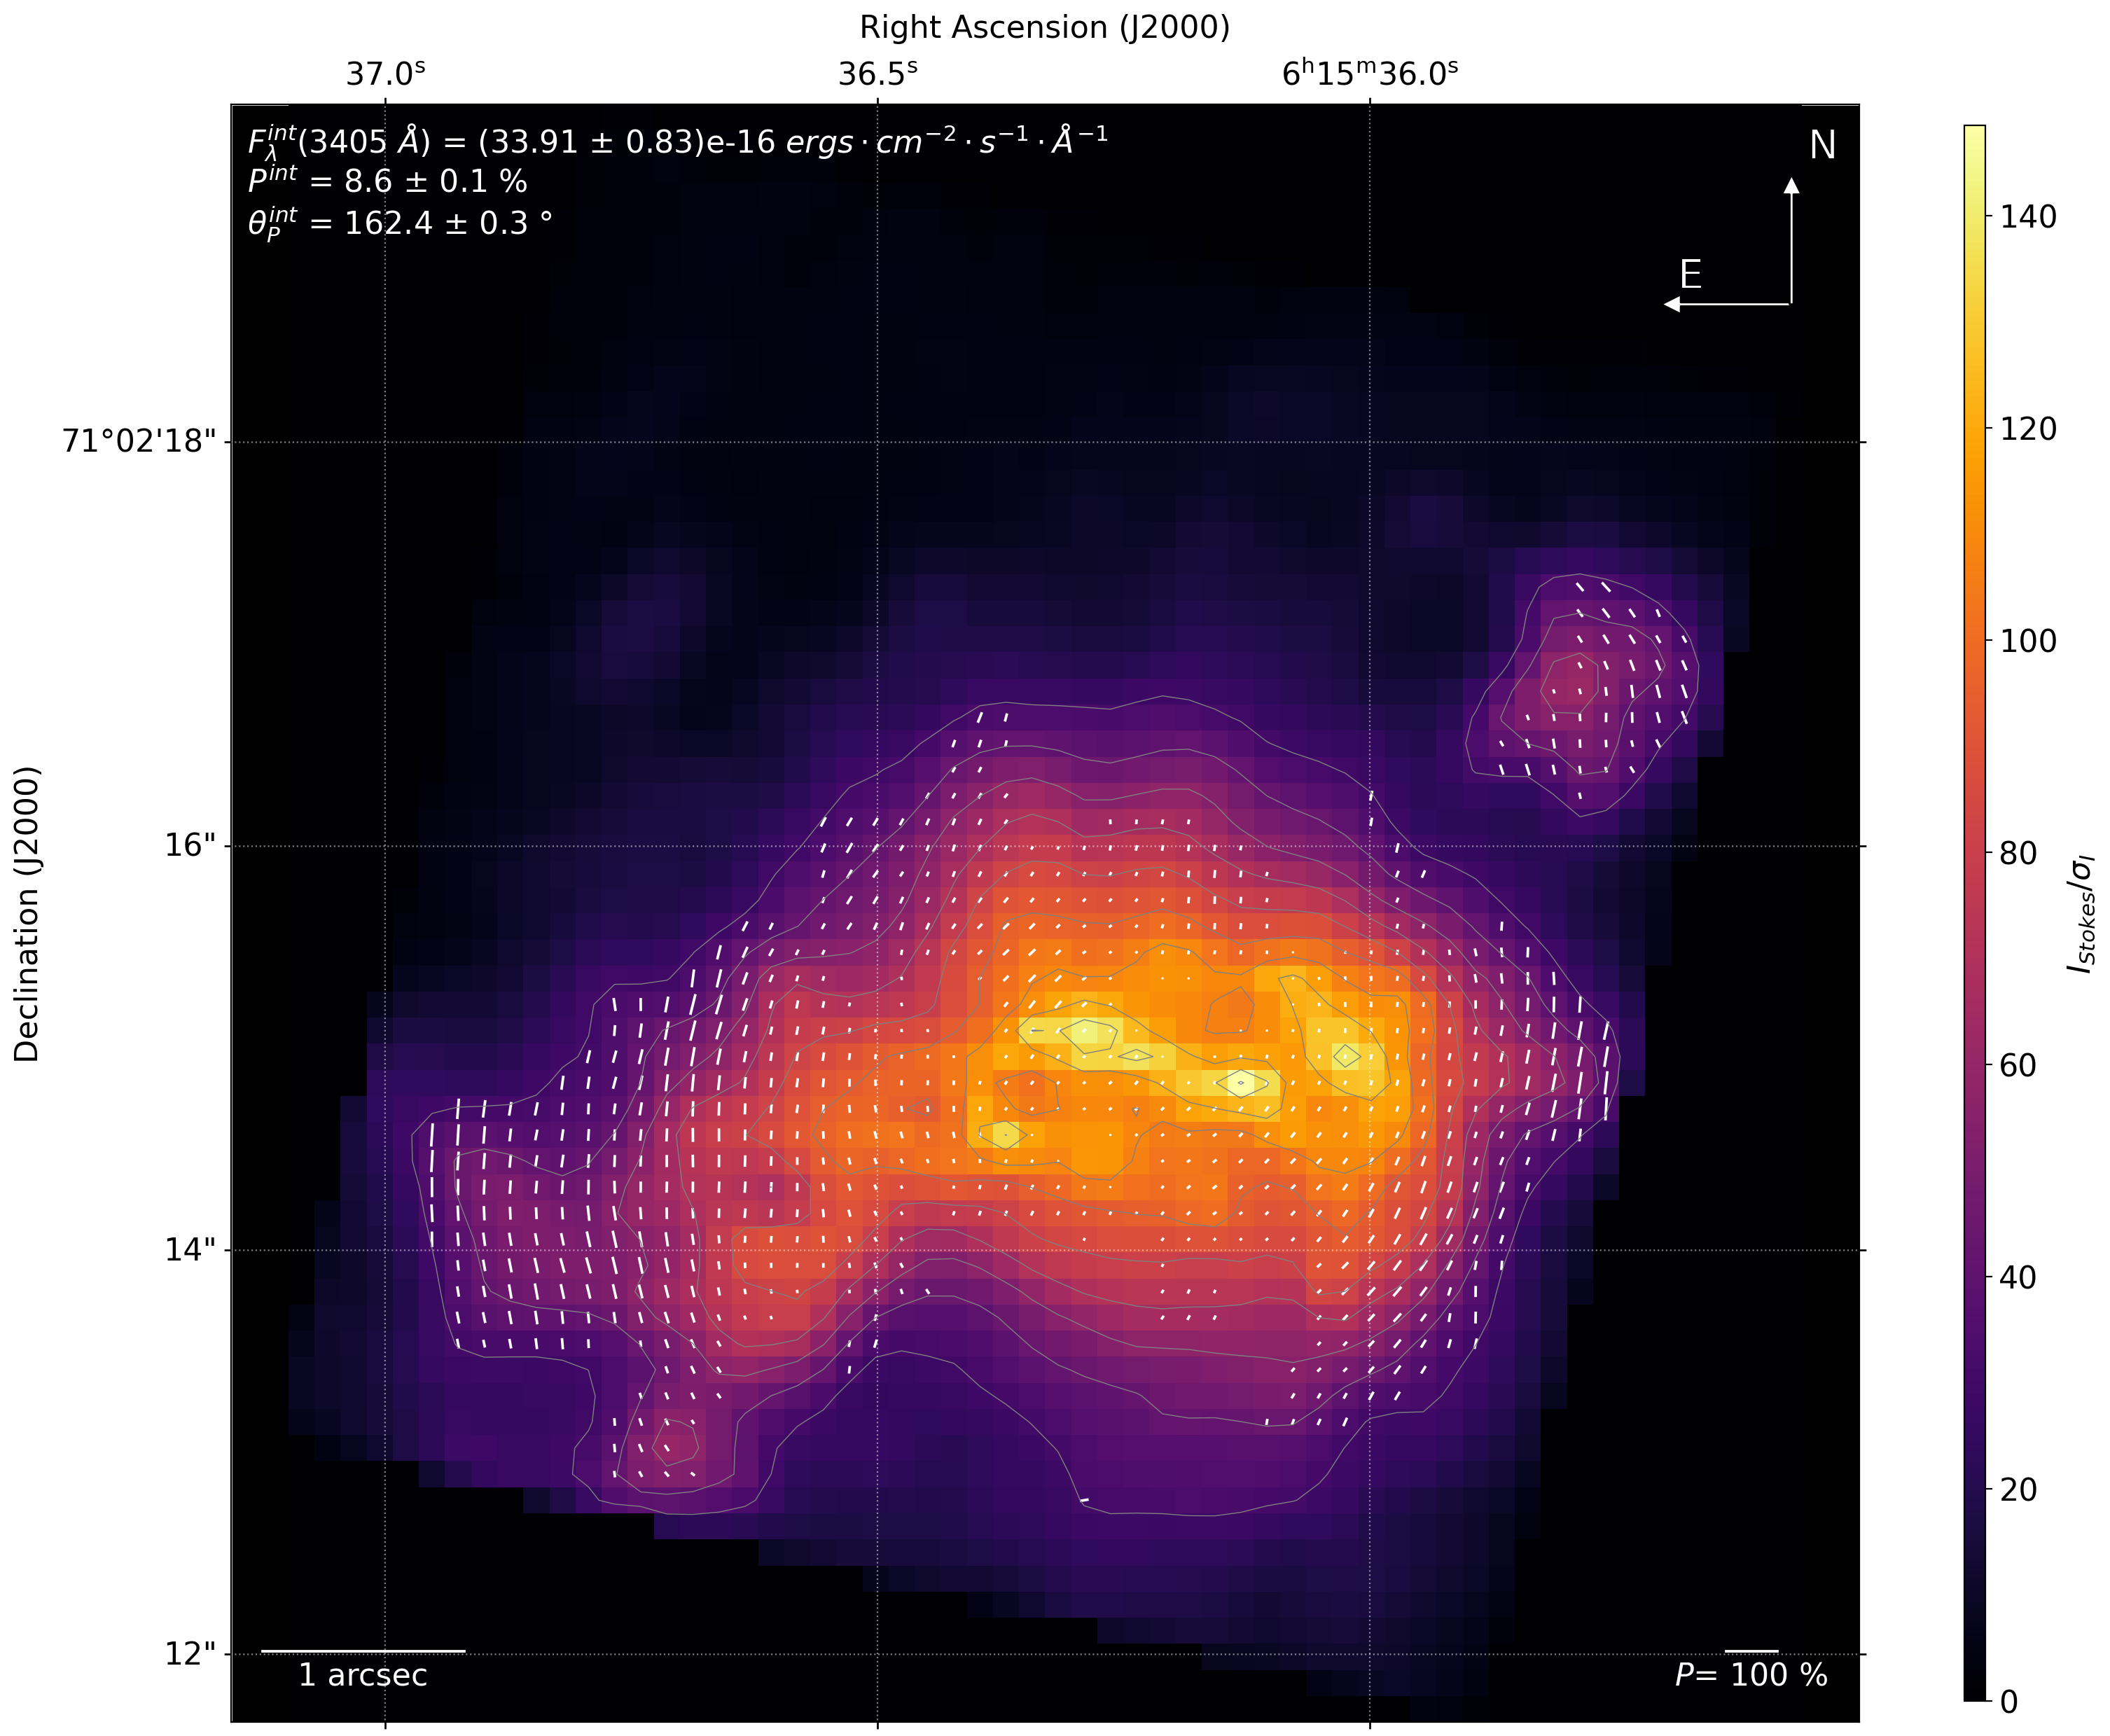 Right Ascension (J2000)
37.0ˢ 36.5ˢ 6ʰ15ᵐ36.0ˢ
F_λ^int(3405 Å) = (33.91 ± 0.83)e-16 ergs · cm⁻² · s⁻¹ · Å⁻¹
P^int = 8.6 ± 0.1 %
θ_P^int = 162.4 ± 0.3 °
N
E
71°02'18"
16"
14"
12"
Declination (J2000)
1 arcsec
P= 100 %
140
120
100
80
60
40
20
0
I_Stokes/σ_I